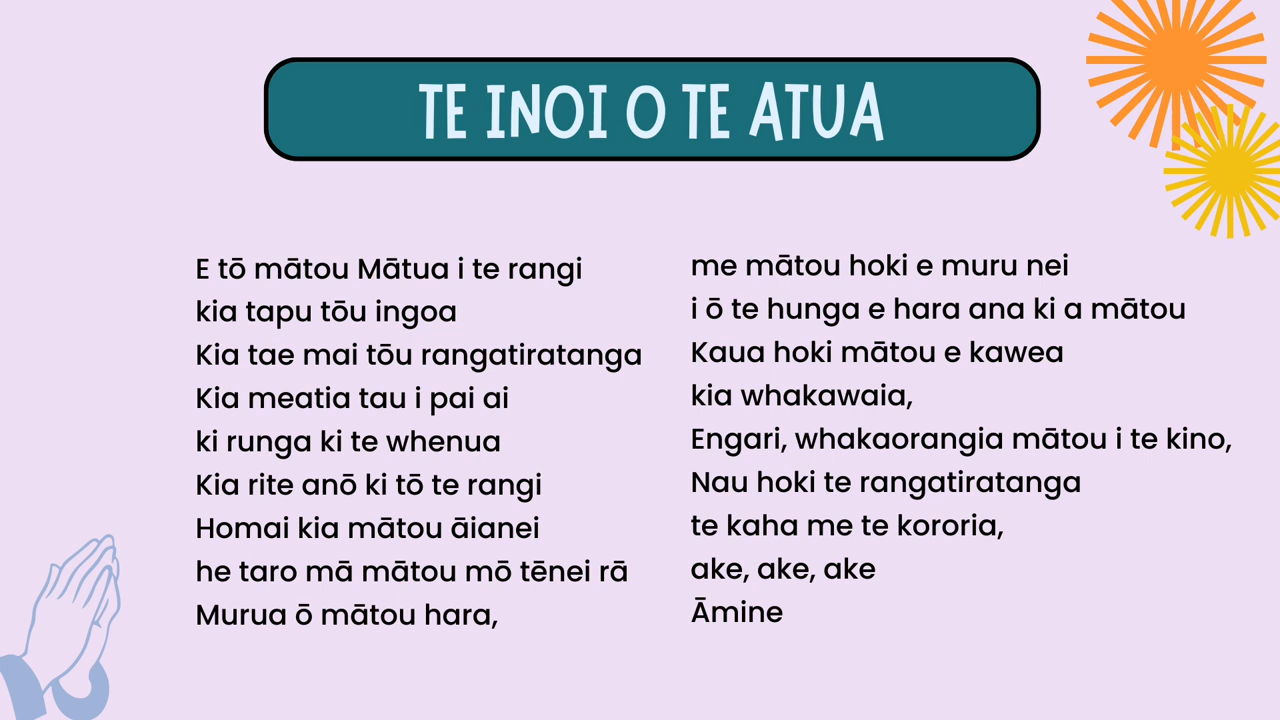 TE INOI O TE ATUA
E tō mātou Mātua i te rangi
kia tapu tōu ingoa
Kia tae mai tōu rangatiratanga
Kia meatia tau i pai ai
ki runga ki te whenua
Kia rite anō ki tō te rangi
Homai kia mātou āianei
he taro mā mātou mō tēnei rā
Murua ō mātou hara,
me mātou hoki e muru nei
i ō te hunga e hara ana ki a mātou
Kaua hoki mātou e kawea
kia whakawaia,
Engari, whakaorangia mātou i te kino,
Nau hoki te rangatiratanga
te kaha me te kororia,
ake, ake, ake
Āmine